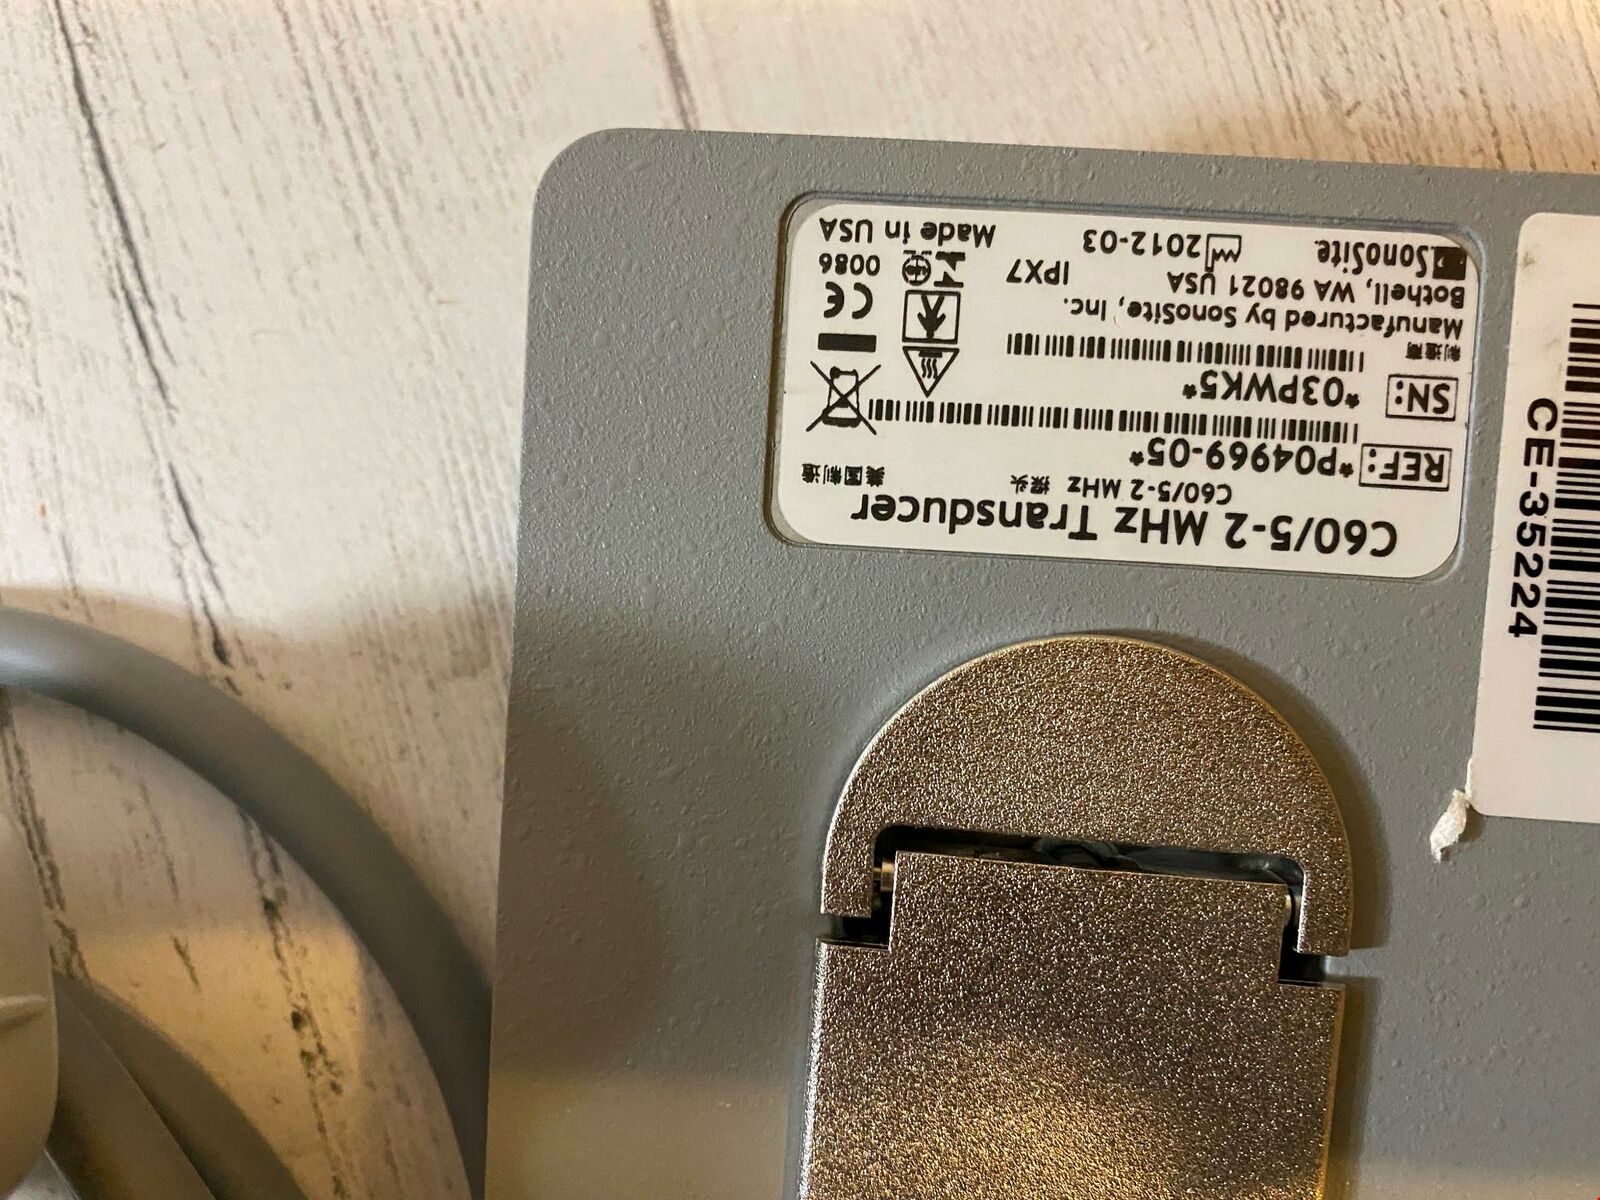 C60/5-2 MHz Transducer
C60/5-2 MHz 探头 美国制造
REF: *P04969-05*
SN: *03PWK5*
制造商
Manufactured by SonoSite, Inc.
Bothell, WA 98021 USA IPX7
SonoSite. 2012-03
CE
0086
Made in USA
CE-35224